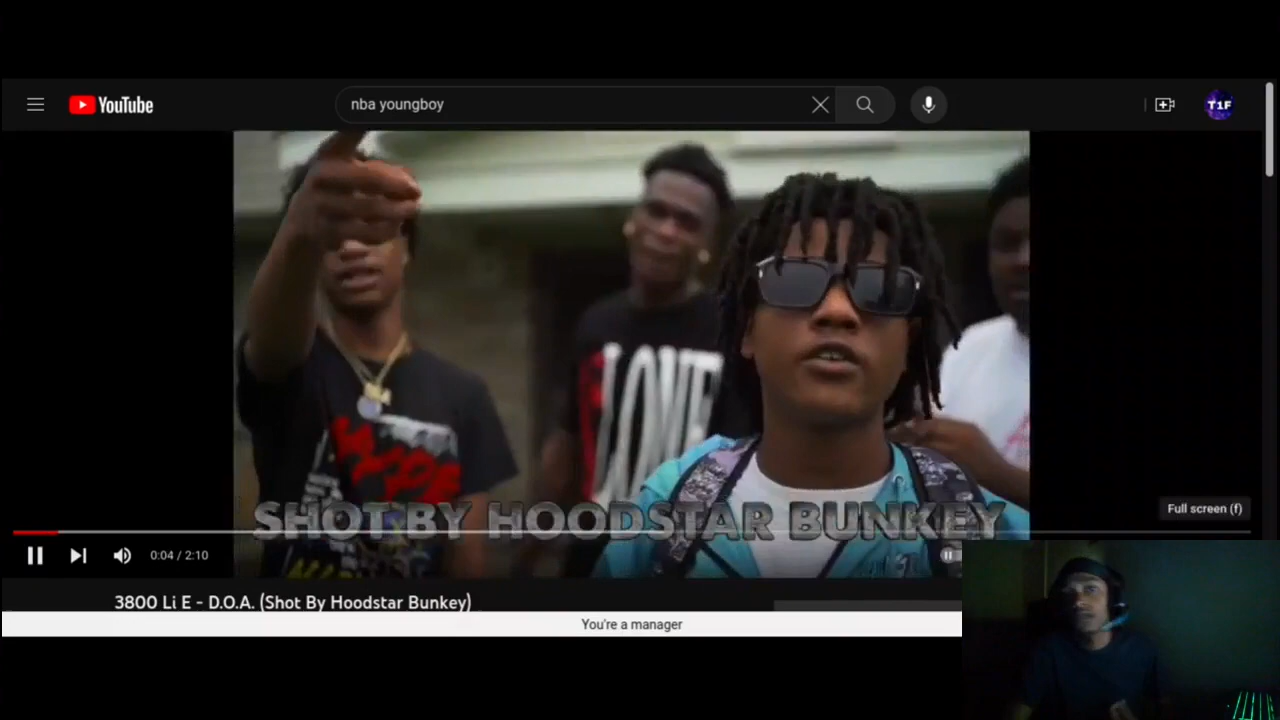 YouTube
nba youngboy
T1F
LOVE
SHOT BY HOODSTAR BUNKEY
Full screen (f)
0:04 / 2:10
3800 Li E - D.O.A. (Shot By Hoodstar Bunkey)
You're a manager